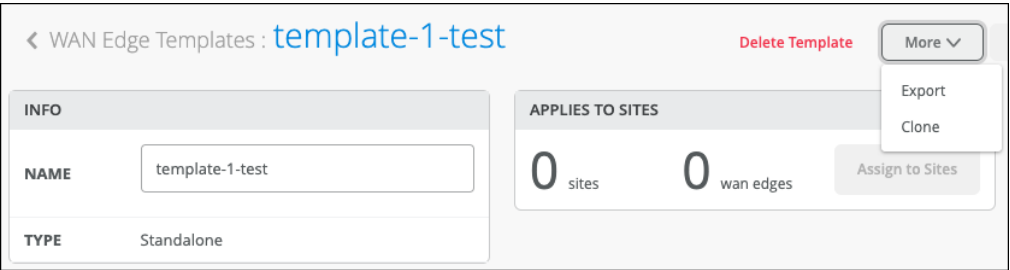 WAN Edge Templates : template-1-test
Delete Template
More
Export
Clone
INFO
NAME
template-1-test
TYPE
Standalone
APPLIES TO SITES
0 sites
0 wan edges
Assign to Sites